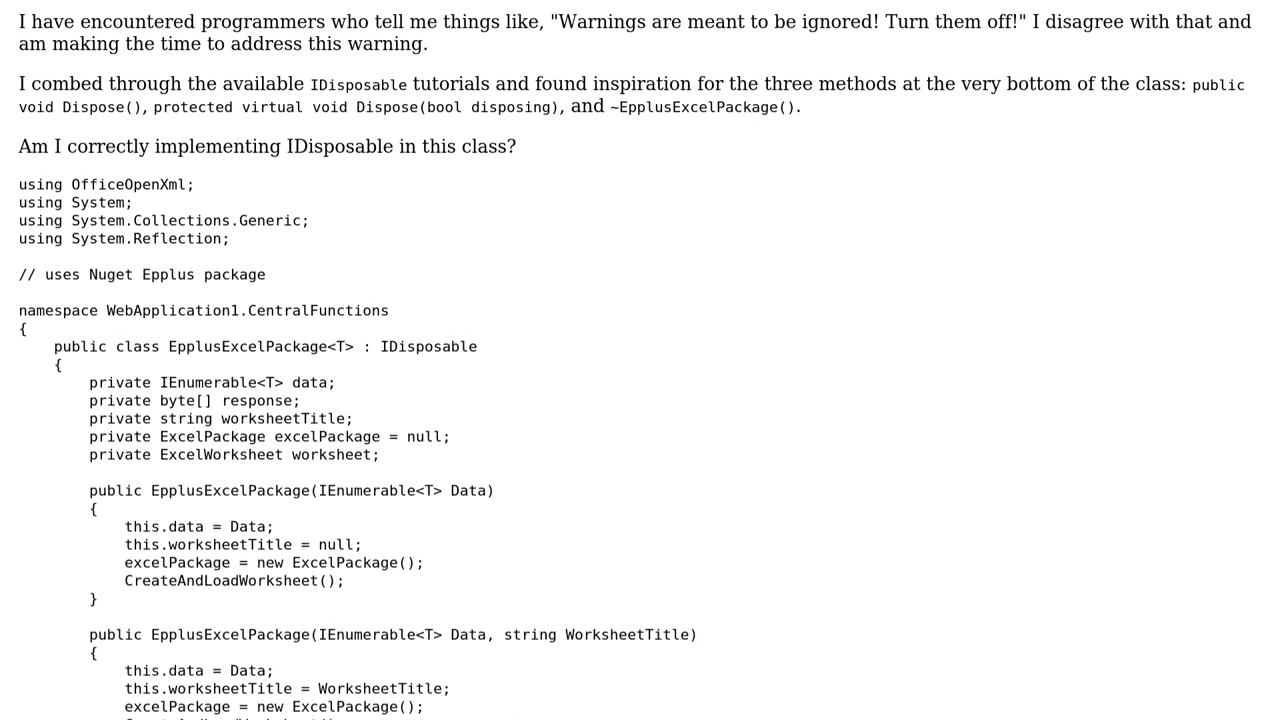 I have encountered programmers who tell me things like, "Warnings are meant to be ignored! Turn them off!" I disagree with that and
am making the time to address this warning.
I combed through the available IDisposable tutorials and found inspiration for the three methods at the very bottom of the class: public
void Dispose(), protected virtual void Dispose(bool disposing), and ~EpplusExcelPackage().
Am I correctly implementing IDisposable in this class?
using OfficeOpenXml;
using System;
using System.Collections.Generic;
using System.Reflection;
// uses Nuget Epplus package
namespace WebApplication1.CentralFunctions
{
    public class EpplusExcelPackage<T> : IDisposable
    {
        private IEnumerable<T> data;
        private byte[] response;
        private string worksheetTitle;
        private ExcelPackage excelPackage = null;
        private ExcelWorksheet worksheet;
        public EpplusExcelPackage(IEnumerable<T> Data)
        {
            this.data = Data;
            this.worksheetTitle = null;
            excelPackage = new ExcelPackage();
            CreateAndLoadWorksheet();
        }
        public EpplusExcelPackage(IEnumerable<T> Data, string WorksheetTitle)
        {
            this.data = Data;
            this.worksheetTitle = WorksheetTitle;
            excelPackage = new ExcelPackage();